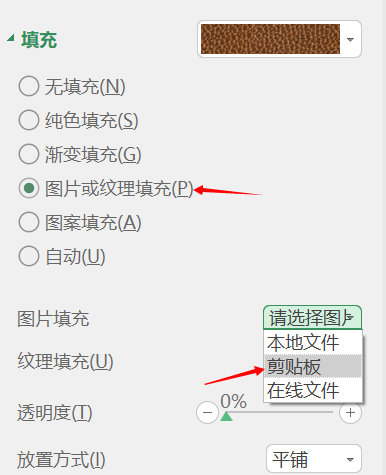 填充
无填充(N)
纯色填充(S)
渐变填充(G)
图片或纹理填充(P)
图案填充(A)
自动(U)
图片填充 请选择图片
本地文件
剪贴板
纹理填充(U)
在线文件
透明度(T) 0%
放置方式(I) 平铺